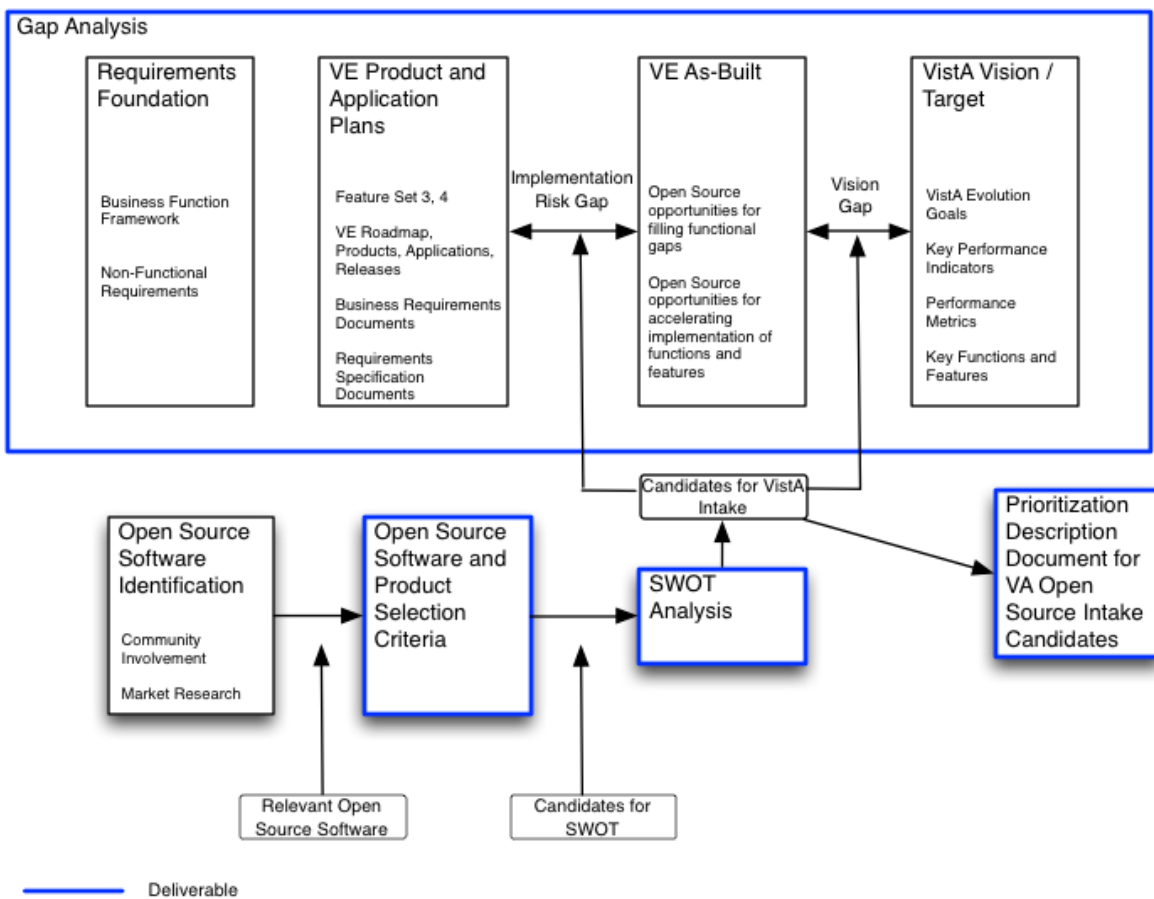 Gap Analysis
Requirements
Foundation
Business Function
Framework
Non-Functional
Requirements
VE Product and
Application
Plans
Feature Set 3, 4
VE Roadmap,
Products, Applications,
Releases
Business Requirements
Documents
Requirements
Specification
Documents
Implementation
Risk Gap
VE As-Built
Open Source
opportunities for
filling functional
gaps
Open Source
opportunities for
accelerating
implementation of
functions and
features
Vision
Gap
VistA Vision /
Target
VistA Evolution
Goals
Key Performance
Indicators
Performance
Metrics
Key Functions and
Features
Candidates for VistA
Intake
Open Source
Software
Identification
Community
Involvement
Market Research
Open Source
Software and
Product
Selection
Criteria
SWOT
Analysis
Prioritization
Description
Document for
VA Open
Source Intake
Candidates
Relevant Open
Source Software
Candidates for
SWOT
Deliverable